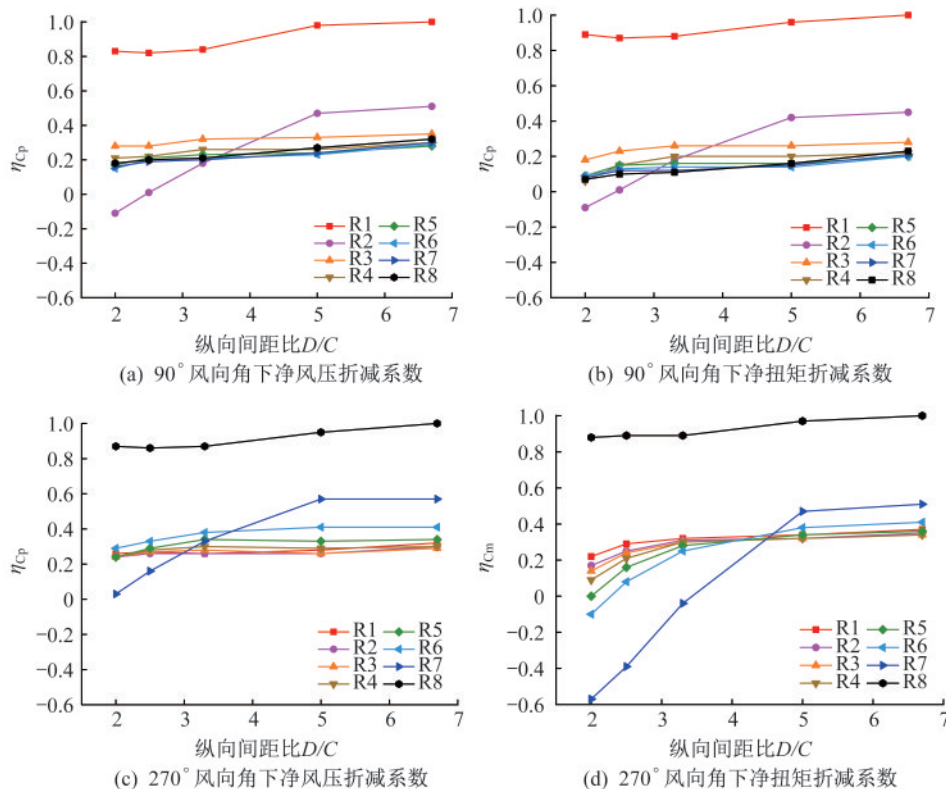 1.0
0.8
0.6
0.4
0.2
0
−0.2
−0.4
−0.6
ηCp
R1 R5
R2 R6
R3 R7
R4 R8
2 3 4 5 6 7
纵向间距比D/C
(a) 90°风向角下净风压折减系数
1.0
0.8
0.6
0.4
0.2
0
−0.2
−0.4
−0.6
ηCp
R1 R5
R2 R6
R3 R7
R4 R8
2 3 4 5 6 7
纵向间距比D/C
(b) 90°风向角下净扭矩折减系数
1.0
0.8
0.6
0.4
0.2
0
−0.2
−0.4
−0.6
ηCp
R1 R5
R2 R6
R3 R7
R4 R8
2 3 4 5 6 7
纵向间距比D/C
(c) 270°风向角下净风压折减系数
1.0
0.8
0.6
0.4
0.2
0
−0.2
−0.4
−0.6
ηCm
R1 R5
R2 R6
R3 R7
R4 R8
2 3 4 5 6 7
纵向间距比D/C
(d) 270°风向角下净扭矩折减系数